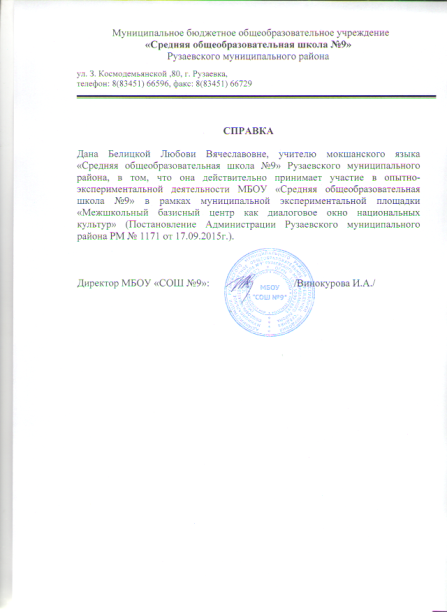 Муниципальное бюджетное общеобразовательное учреждение
«Средняя общеобразовательная школа №9»
Рузаевского муниципального района
ул. З. Космодемьянской ,80, г. Рузаевка,
телефон: 8(83451) 66596, факс: 8(83451) 66729
СПРАВКА
Дана Белицкой Любови Вячеславовне, учителю мокшанского языка
«Средняя общеобразовательная школа №9» Рузаевского муниципального
района, в том, что она действительно принимает участие в опытно-
экспериментальной деятельности МБОУ «Средняя общеобразовательная
школа №9» в рамках муниципальной экспериментальной площадки
«Межшкольный базисный центр как диалоговое окно национальных
культур» (Постановление Администрации Рузаевского муниципального
района РМ № 1171 от 17.09.2015г.).
Директор МБОУ «СОШ №9»: /Винокурова И.А./
МБОУ
"СОШ №9"